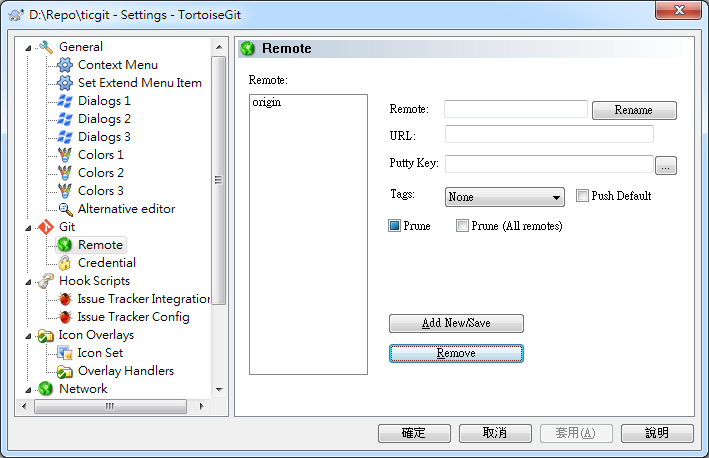 D:\Repo\ticgit - Settings - TortoiseGit
General
Context Menu
Set Extend Menu Item
Dialogs 1
Dialogs 2
Dialogs 3
Colors 1
Colors 2
Colors 3
Alternative editor
Git
Remote
Credential
Hook Scripts
Issue Tracker Integration
Issue Tracker Config
Icon Overlays
Icon Set
Overlay Handlers
Network
Remote
Remote:
origin
Remote:
Rename
URL:
Putty Key:
...
Tags:
None
Push Default
Prune
Prune (All remotes)
Add New/Save
Remove
確定
取消
套用(A)
說明